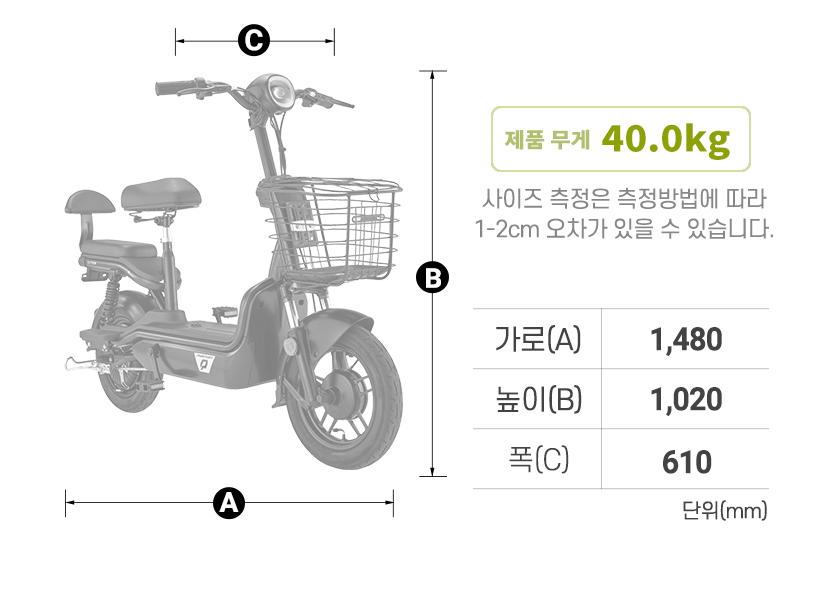 C
제품 무게 40.0kg
사이즈 측정은 측정방법에 따라
1-2cm 오차가 있을 수 있습니다.
B
가로(A) 1,480
높이(B) 1,020
폭(C) 610
단위(mm)
A